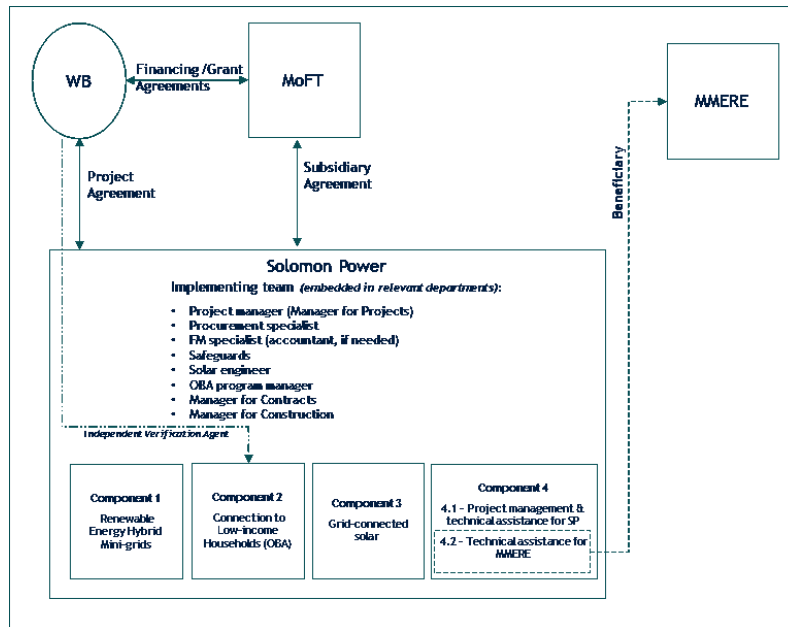 WB
Financing /Grant
Agreements
MoFT
MMERE
Project
Agreement
Subsidiary
Agreement
Beneficiary
Solomon Power
Implementing team (embedded in relevant departments):
• Project manager (Manager for Projects)
• Procurement specialist
• FM specialist (accountant, if needed)
• Safeguards
• Solar engineer
• OBA program manager
• Manager for Contracts
• Manager for Construction
Independent Verification Agent
Component 1
Renewable
Energy Hybrid
Mini-grids
Component 2
Connection to
Low-income
Households (OBA)
Component 3
Grid-connected
solar
Component 4
4.1 - Project management &
technical assistance for SP
4.2 - Technical assistance for
MMERE